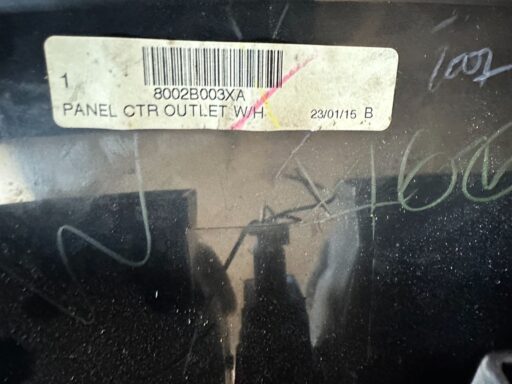 1
8002B003XA
PANEL CTR OUTLET W/H
23/01/15 B